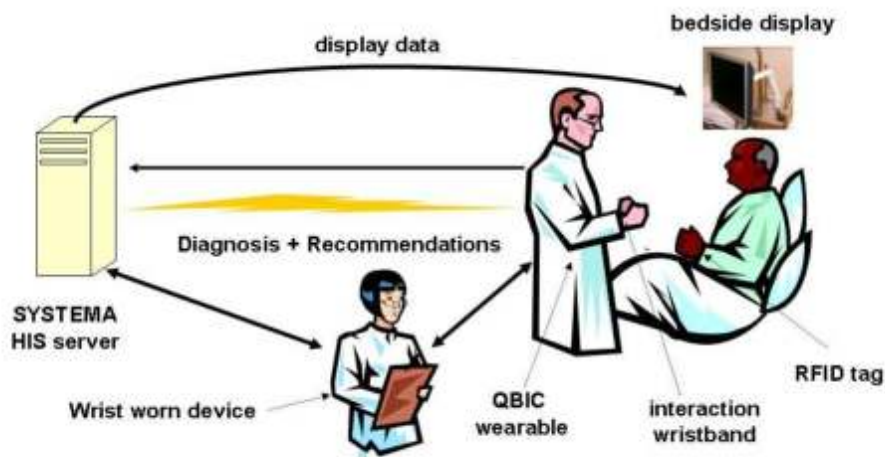 bedside display
display data
Diagnosis + Recommendations
SYSTEMA
HIS server
Wrist worn device
QBIC
wearable
interaction
wristband
RFID tag